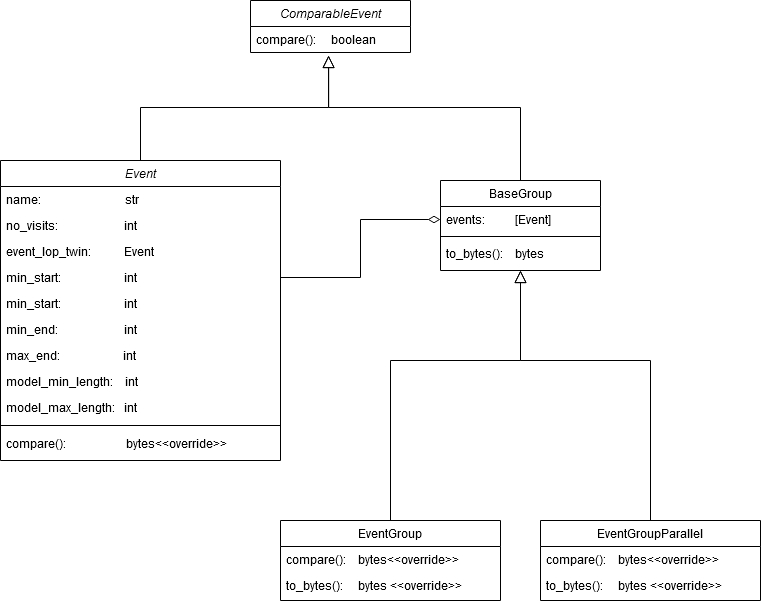 ComparableEvent
compare(): boolean
Event
name: str
no_visits: int
event_lop_twin: Event
min_start: int
min_start: int
min_end: int
max_end: int
model_min_length: int
model_max_length: int
compare(): bytes<<override>>
BaseGroup
events: [Event]
to_bytes(): bytes
EventGroup
compare(): bytes<<override>>
to_bytes(): bytes <<override>>
EventGroupParallel
compare(): bytes<<override>>
to_bytes(): bytes <<override>>